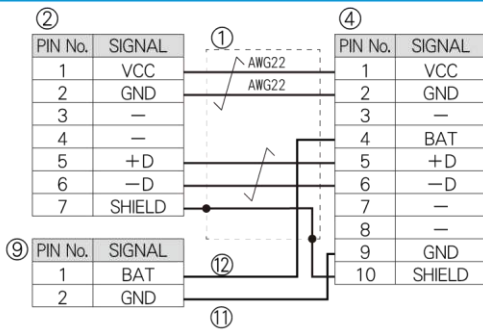 ② ① ④
PIN No. SIGNAL PIN No. SIGNAL
1 VCC AWG22 1 VCC
2 GND AWG22 2 GND
3 — 3 —
4 — 4 BAT
5 +D 5 +D
6 —D 6 —D
7 SHIELD 7 —
8 —
⑨ PIN No. SIGNAL 9 GND
1 BAT ⑫ 10 SHIELD
2 GND
⑪